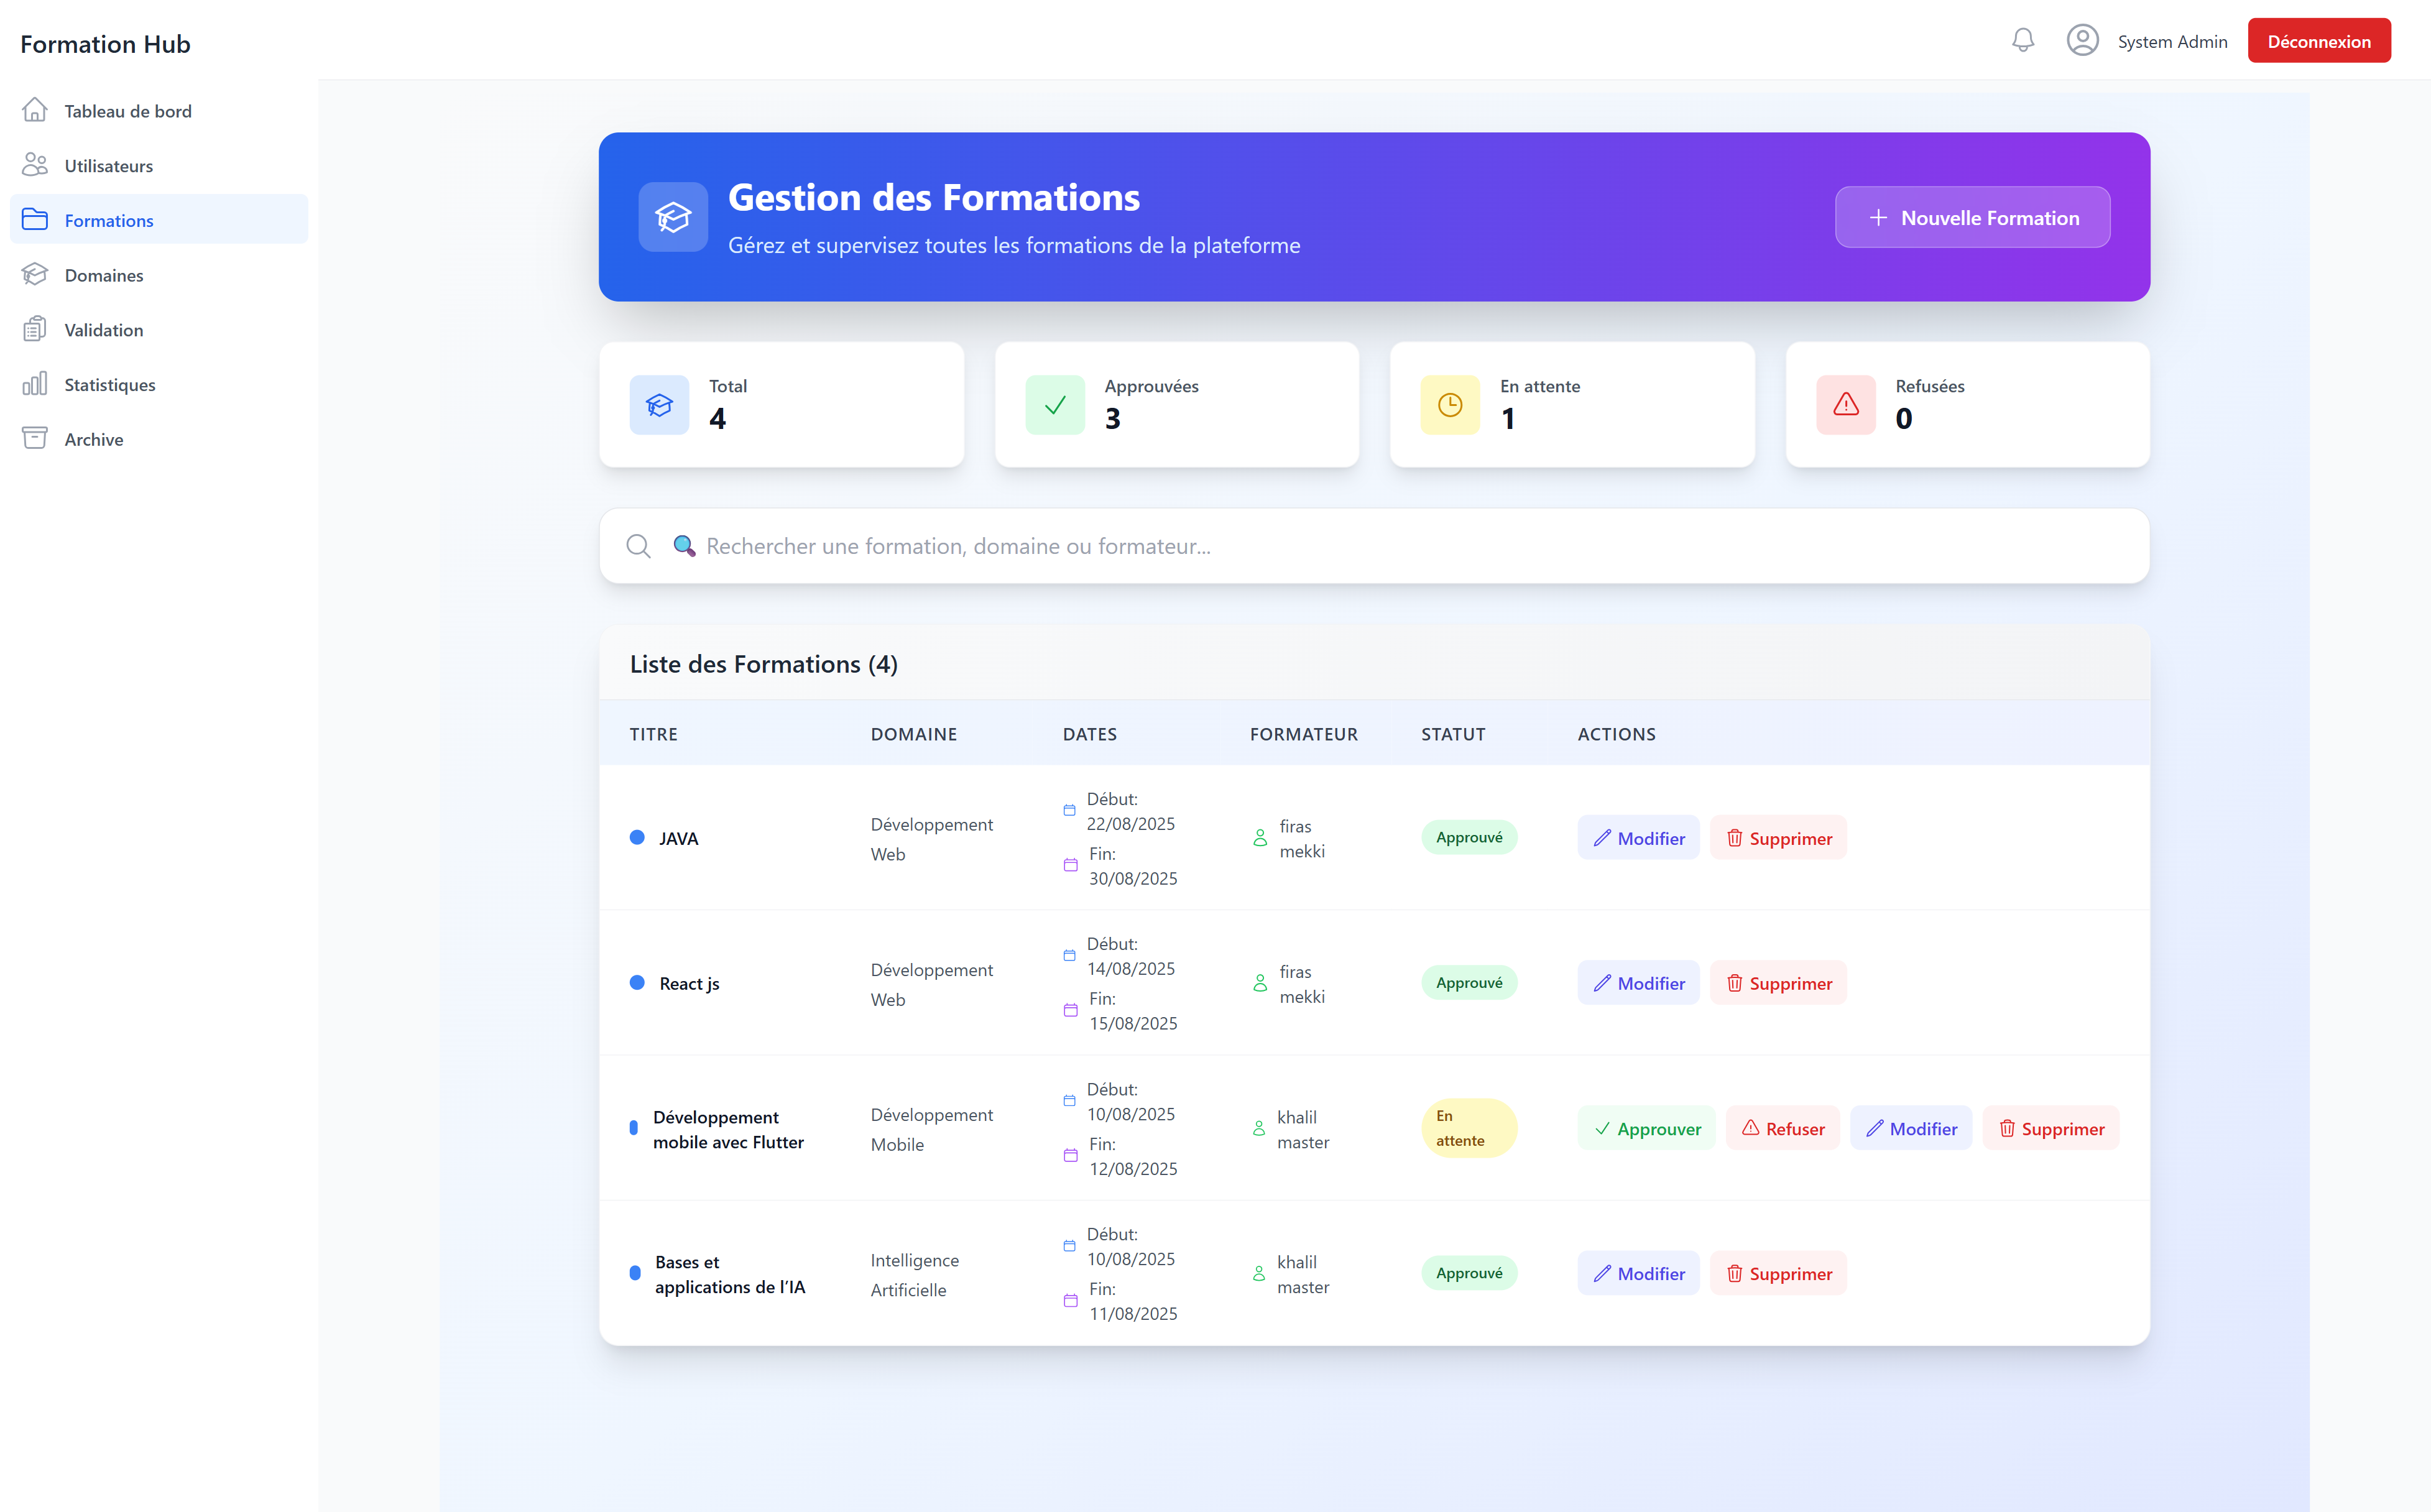 Formation Hub
System Admin
Déconnexion
Tableau de bord
Utilisateurs
Formations
Domaines
Validation
Statistiques
Archive
Gestion des Formations
Gérez et supervisez toutes les formations de la plateforme
Nouvelle Formation
Total
4
Approuvées
3
En attente
1
Refusées
0
🔍 Rechercher une formation, domaine ou formateur...
Liste des Formations (4)
TITRE DOMAINE DATES FORMATEUR STATUT ACTIONS
JAVA
Développement
Web
Début:
22/08/2025
Fin:
30/08/2025
firas
mekki
Approuvé
Modifier
Supprimer
React js
Développement
Web
Début:
14/08/2025
Fin:
15/08/2025
firas
mekki
Approuvé
Modifier
Supprimer
Développement
mobile avec Flutter
Développement
Mobile
Début:
10/08/2025
Fin:
12/08/2025
khalil
master
En
attente
Approuver
Refuser
Modifier
Supprimer
Bases et
applications de l’IA
Intelligence
Artificielle
Début:
10/08/2025
Fin:
11/08/2025
khalil
master
Approuvé
Modifier
Supprimer